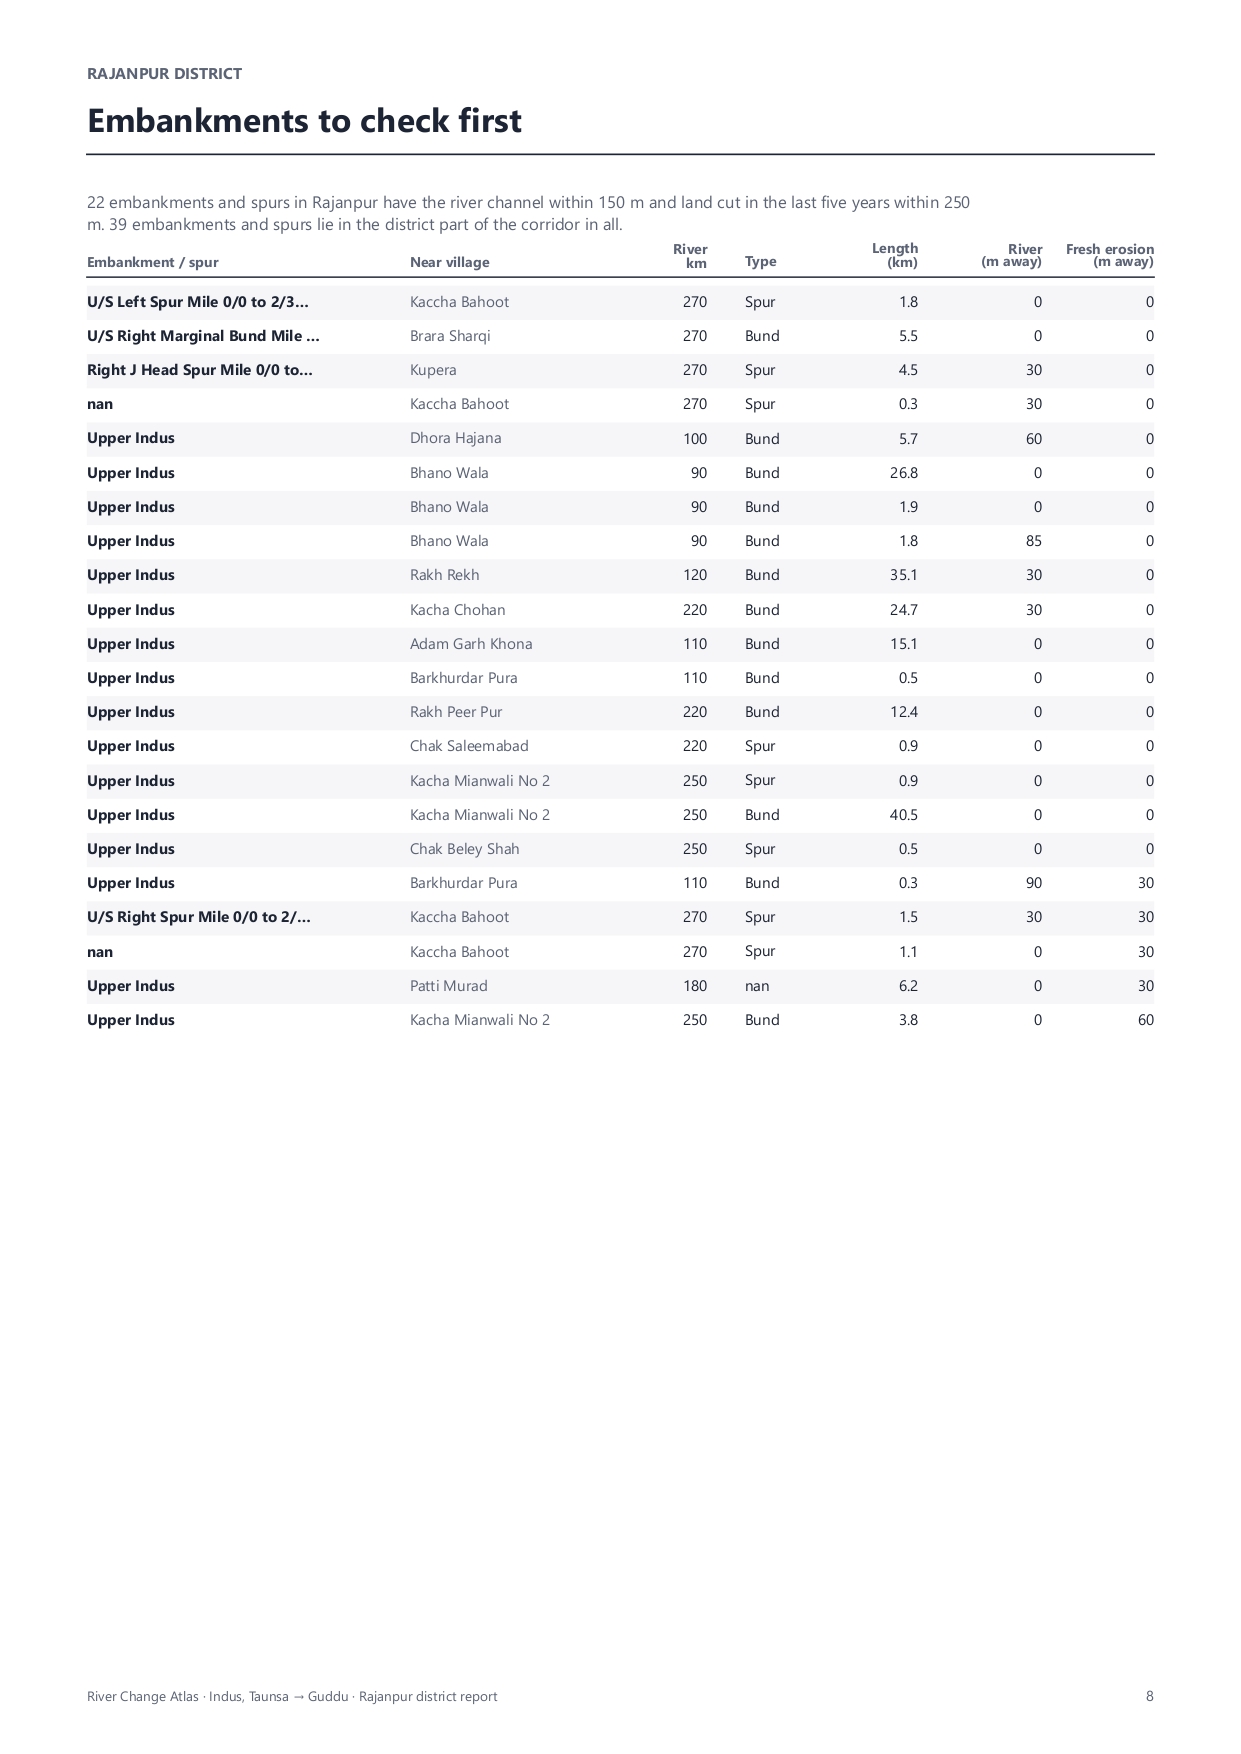 RAJANPUR DISTRICT
Embankments to check first
22 embankments and spurs in Rajanpur have the river channel within 150 m and land cut in the last five years within 250
m. 39 embankments and spurs lie in the district part of the corridor in all.
Embankment / spur Near village River km Type Length (km) River (m away) Fresh erosion (m away)
U/S Left Spur Mile 0/0 to 2/3... Kaccha Bahoot 270 Spur 1.8 0 0
U/S Right Marginal Bund Mile ... Brara Sharqi 270 Bund 5.5 0 0
Right J Head Spur Mile 0/0 to... Kupera 270 Spur 4.5 30 0
nan Kaccha Bahoot 270 Spur 0.3 30 0
Upper Indus Dhora Hajana 100 Bund 5.7 60 0
Upper Indus Bhano Wala 90 Bund 26.8 0 0
Upper Indus Bhano Wala 90 Bund 1.9 0 0
Upper Indus Bhano Wala 90 Bund 1.8 85 0
Upper Indus Rakh Rekh 120 Bund 35.1 30 0
Upper Indus Kacha Chohan 220 Bund 24.7 30 0
Upper Indus Adam Garh Khona 110 Bund 15.1 0 0
Upper Indus Barkhurdar Pura 110 Bund 0.5 0 0
Upper Indus Rakh Peer Pur 220 Bund 12.4 0 0
Upper Indus Chak Saleemabad 220 Spur 0.9 0 0
Upper Indus Kacha Mianwali No 2 250 Spur 0.9 0 0
Upper Indus Kacha Mianwali No 2 250 Bund 40.5 0 0
Upper Indus Chak Beley Shah 250 Spur 0.5 0 0
Upper Indus Barkhurdar Pura 110 Bund 0.3 90 30
U/S Right Spur Mile 0/0 to 2/... Kaccha Bahoot 270 Spur 1.5 30 30
nan Kaccha Bahoot 270 Spur 1.1 0 30
Upper Indus Patti Murad 180 nan 6.2 0 30
Upper Indus Kacha Mianwali No 2 250 Bund 3.8 0 60
River Change Atlas · Indus, Taunsa → Guddu · Rajanpur district report 8